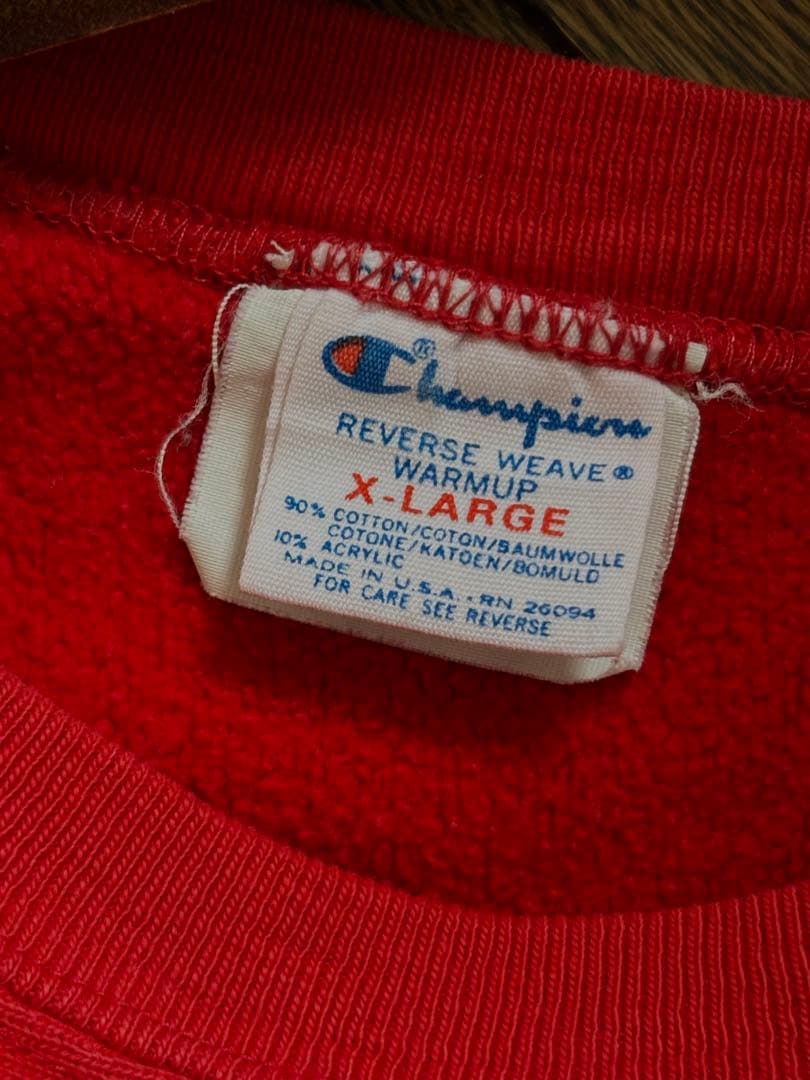 Champion®
REVERSE WEAVE®
WARMUP
X-LARGE
90% COTTON/COTON/BAUMWOLLE
COTONE/KATOEN/BOMULD
10% ACRYLIC
MADE IN U.S.A. · RN 26094
FOR CARE SEE REVERSE